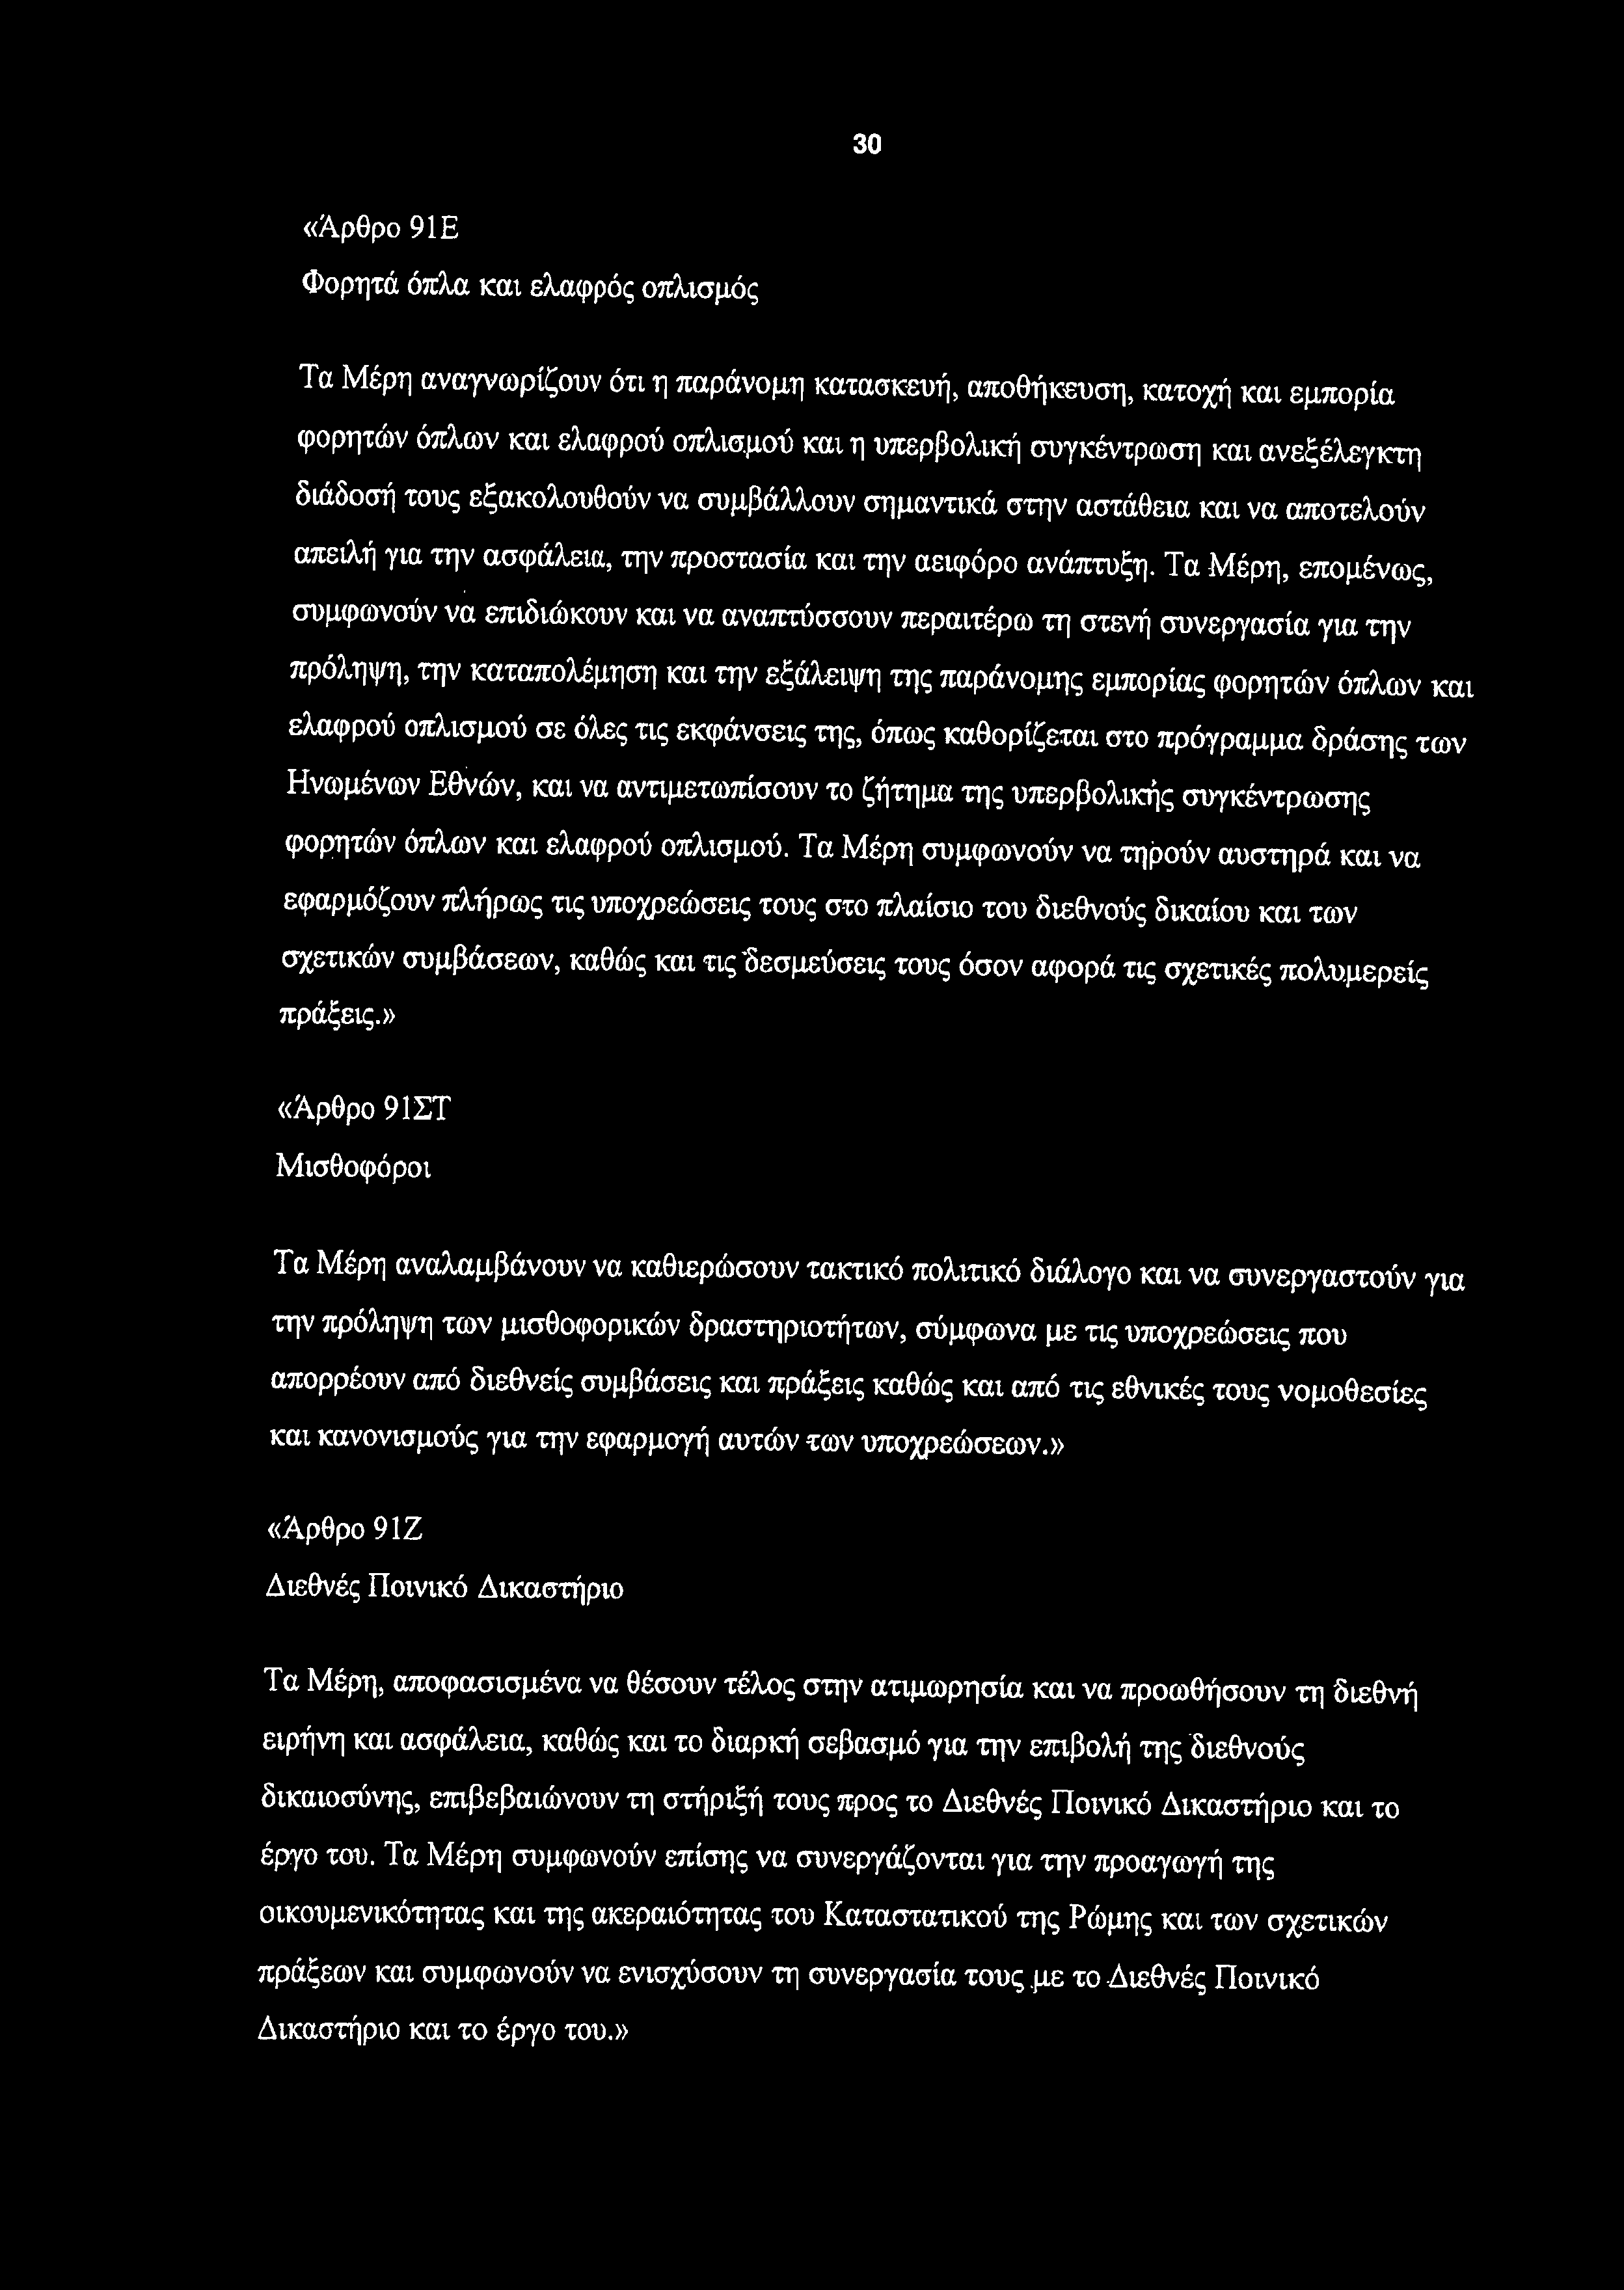 30
«Άρθρο 91Ε
Φορητά όπλα και ελαφρός οπλισμός
Τα Μέρη αναγνωρίζουν ότι η παράνομη κατασκευή, αποθήκευση, κατοχή και εμπορία
φορητών όπλων και ελαφρού οπλισμού και η υπερβολική συγκέντρωση και ανεξέλεγκτη
διάδοσή τους εξακολουθούν να συμβάλλουν σημαντικά στην αστάθεια και να αποτελούν
απειλή για την ασφάλεια, την προστασία και την αειφόρο ανάπτυξη. Τα Μέρη, επομένως,
συμφωνούν να επιδιώκουν και να αναπτύσσουν περαιτέρω τη στενή συνεργασία για την
πρόληψη, την καταπολέμηση και την εξάλειψη της παράνομης εμπορίας φορητών όπλων και
ελαφρού οπλισμού σε όλες τις εκφάνσεις της, όπως καθορίζεται στο πρόγραμμα δράσης των
Ηνωμένων Εθνών, και να αντιμετωπίσουν το ζήτημα της υπερβολικής συγκέντρωσης
φορητών όπλων και ελαφρού οπλισμού. Τα Μέρη συμφωνούν να τηρούν αυστηρά και να
εφαρμόζουν πλήρως τις υποχρεώσεις τους στο πλαίσιο του διεθνούς δικαίου και των
σχετικών συμβάσεων, καθώς και τις δεσμεύσεις τους όσον αφορά τις σχετικές πολυμερείς
πράξεις.»
«Άρθρο 91ΣΤ
Μισθοφόροι
Τα Μέρη αναλαμβάνουν να καθιερώσουν τακτικό πολιτικό διάλογο και να συνεργαστούν για
την πρόληψη των μισθοφορικών δραστηριοτήτων, σύμφωνα με τις υποχρεώσεις που
απορρέουν από διεθνείς συμβάσεις και πράξεις καθώς και από τις εθνικές τους νομοθεσίες
και κανονισμούς για την εφαρμογή αυτών των υποχρεώσεων.»
«Άρθρο 91Ζ
Διεθνές Ποινικό Δικαστήριο
Τα Μέρη, αποφασισμένα να θέσουν τέλος στην ατιμωρησία και να προωθήσουν τη διεθνή
ειρήνη και ασφάλεια, καθώς και το διαρκή σεβασμό για την επιβολή της διεθνούς
δικαιοσύνης, επιβεβαιώνουν τη στήριξή τους προς το Διεθνές Ποινικό Δικαστήριο και το
έργο του. Τα Μέρη συμφωνούν επίσης να συνεργάζονται για την προαγωγή της
οικουμενικότητας και της ακεραιότητας του Καταστατικού της Ρώμης και των σχετικών
πράξεων και συμφωνούν να ενισχύσουν τη συνεργασία τους με το Διεθνές Ποινικό
Δικαστήριο και το έργο του.»